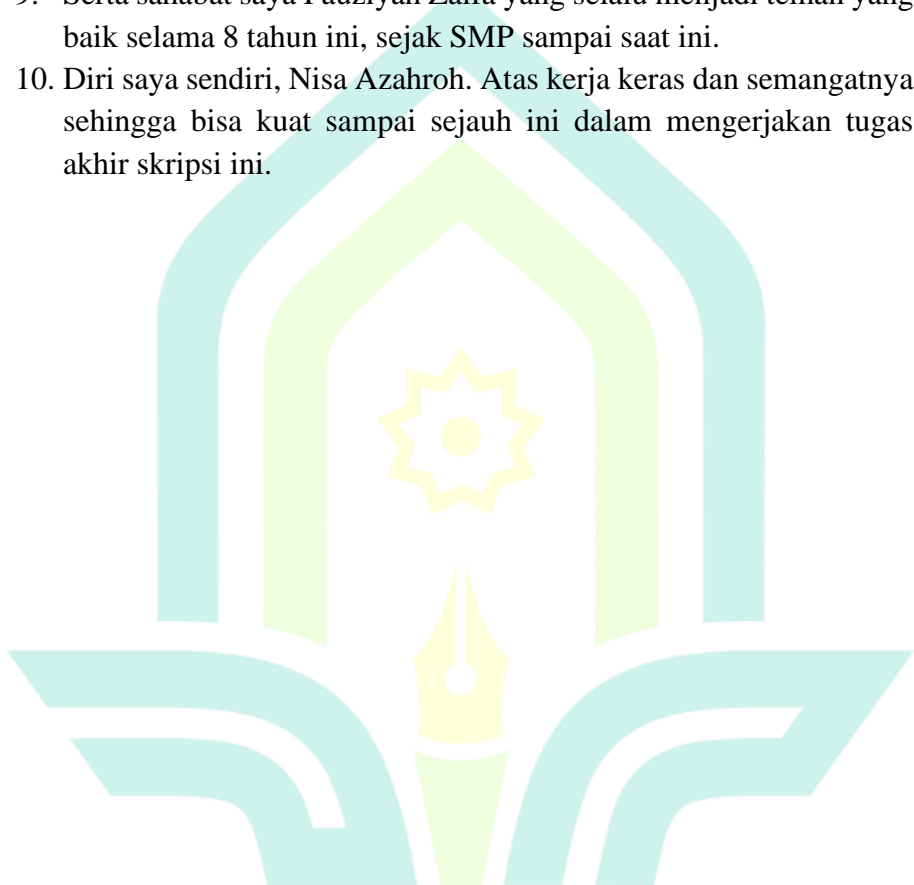 9. Serta sahabat saya Fauziyah Zalfa yang selalu menjadi teman yang
baik selama 8 tahun ini, sejak SMP sampai saat ini.
10. Diri saya sendiri, Nisa Azahroh. Atas kerja keras dan semangatnya
sehingga bisa kuat sampai sejauh ini dalam mengerjakan tugas
akhir skripsi ini.